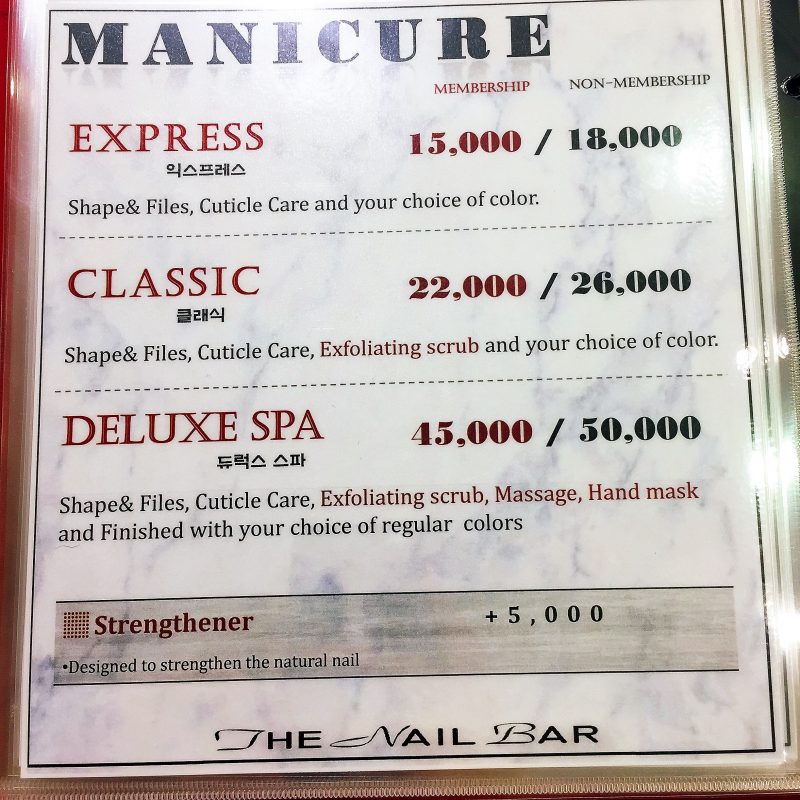 MANICURE
MEMBERSHIP NON-MEMBERSHIP
EXPRESS 15,000 / 18,000
익스프레스
Shape& Files, Cuticle Care and your choice of color.
CLASSIC 22,000 / 26,000
클래식
Shape& Files, Cuticle Care, Exfoliating scrub and your choice of color.
DELUXE SPA 45,000 / 50,000
듀럭스 스파
Shape& Files, Cuticle Care, Exfoliating scrub, Massage, Hand mask
and Finished with your choice of regular colors
Strengthener +5,000
•Designed to strengthen the natural nail
THE NAIL BAR